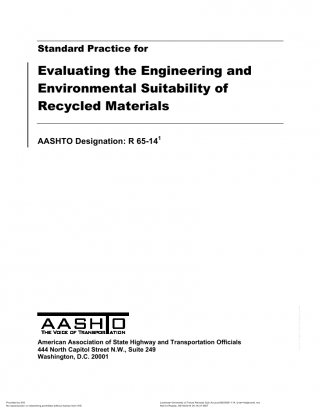 Standard Practice for
Evaluating the Engineering and
Environmental Suitability of
Recycled Materials
AASHTO Designation: R 65-14¹
AASHTO
THE VOICE OF TRANSPORTATION
American Association of State Highway and Transportation Officials
444 North Capitol Street N.W., Suite 249
Washington, D.C. 20001